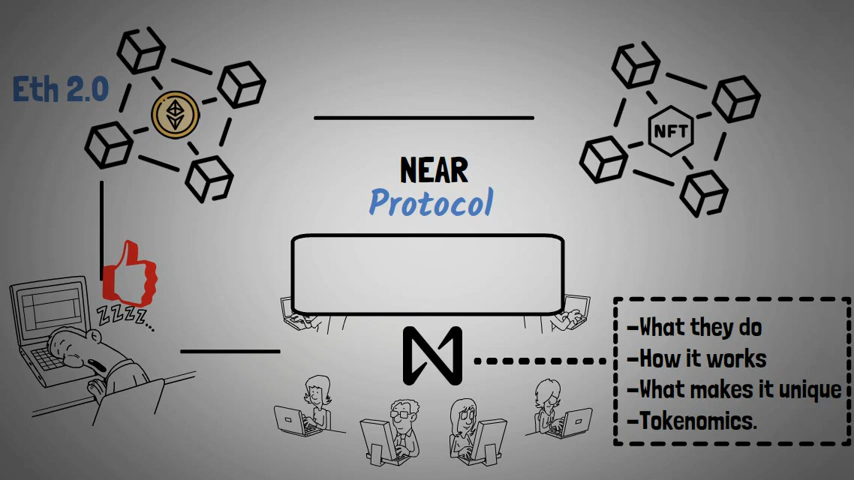 Eth 2.0
NFT
NEAR
Protocol
ZZZZ...
-What they do
-How it works
-What makes it unique
-Tokenomics.